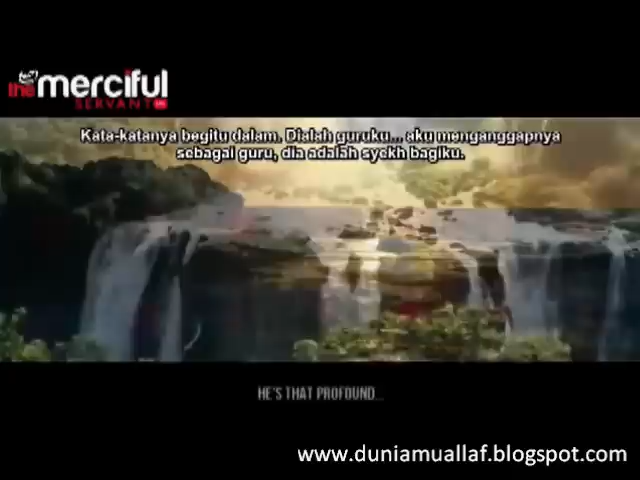 the merciful
SERVANT
Kata-katanya begitu dalam. Dialah guruku... aku menganggapnya
sebagai guru, dia adalah syekh bagiku.
HE'S THAT PROFOUND...
www.duniamuallaf.blogspot.com